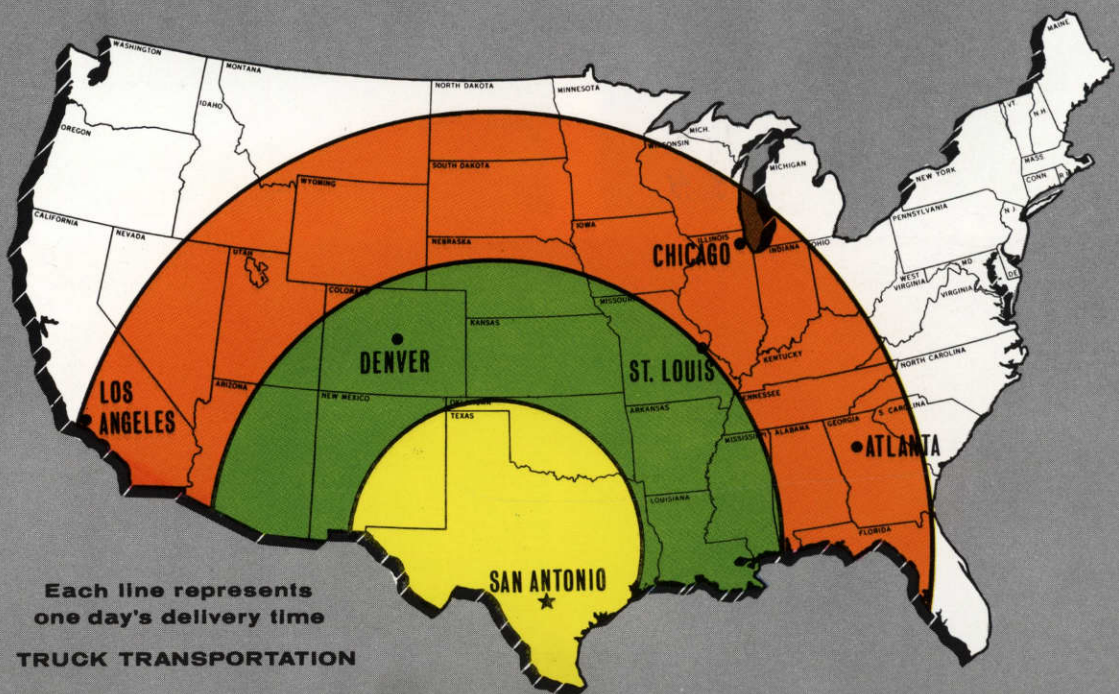 WASHINGTON
MONTANA
NORTH DAKOTA
MINNESOTA
MAINE
IDAHO
OREGON
VT.
N.H.
MICH.
WISCONSIN
MICHIGAN
MASS.
CONN
R.I.
NEW YORK
SOUTH DAKOTA
WYOMING
PENNSYLVANIA
N.J.
CALIFORNIA
NEVADA
IOWA
ILLINOIS
CHICAGO
INDIANA
OHIO
UTAH
NEBRASKA
MD.
DEL
WEST
VIRGINIA
VIRGINIA
COLORADO
MISSOURI
KANSAS
DENVER
ST. LOUIS
KENTUCKY
NORTH CAROLINA
LOS
ANGELES
ARIZONA
NEW MEXICO
OKLAHOMA
TEXAS
ARKANSAS
TENNESSEE
S. CAROLINA
MISSISSIPPI
ALABAMA
GEORGIA
ATLANTA
LOUISIANA
FLORIDA
SAN ANTONIO
Each line represents
one day's delivery time
TRUCK TRANSPORTATION